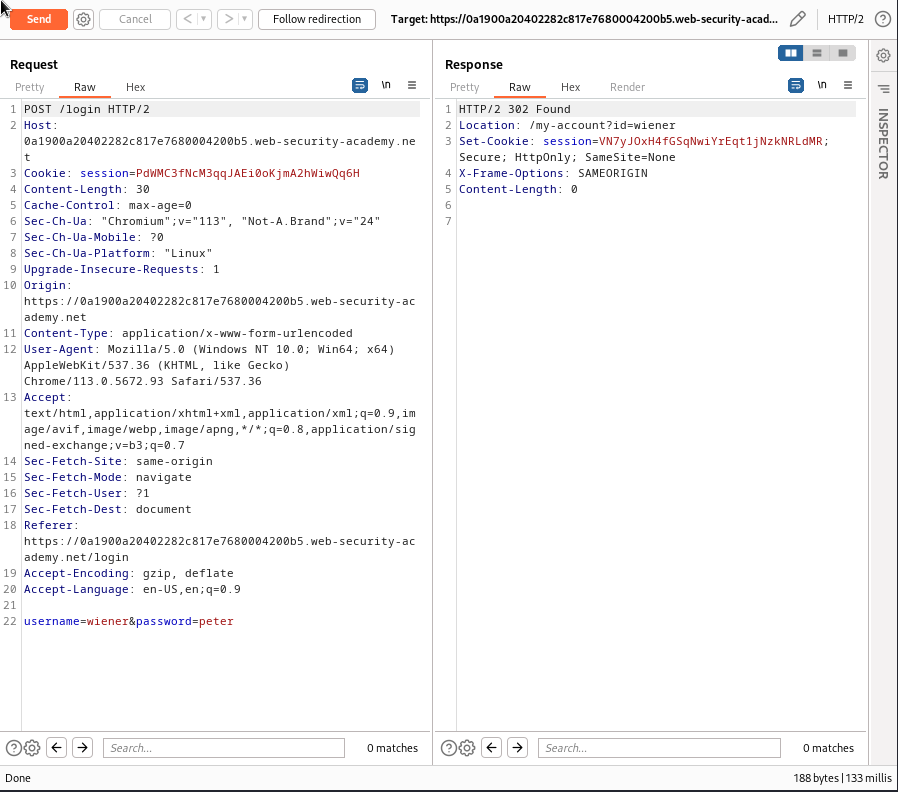 Send Cancel < > Follow redirection Target: https://0a1900a20402282c817e7680004200b5.web-security-acad... HTTP/2
Request
Pretty Raw Hex \n
1 POST /login HTTP/2
2 Host:
0a1900a20402282c817e7680004200b5.web-security-academy.ne
t
3 Cookie: session=PdWMC3fNcM3qqJAEi0oKjmA2hWiwQq6H
4 Content-Length: 30
5 Cache-Control: max-age=0
6 Sec-Ch-Ua: "Chromium";v="113", "Not-A.Brand";v="24"
7 Sec-Ch-Ua-Mobile: ?0
8 Sec-Ch-Ua-Platform: "Linux"
9 Upgrade-Insecure-Requests: 1
10 Origin:
https://0a1900a20402282c817e7680004200b5.web-security-ac
ademy.net
11 Content-Type: application/x-www-form-urlencoded
12 User-Agent: Mozilla/5.0 (Windows NT 10.0; Win64; x64)
AppleWebKit/537.36 (KHTML, like Gecko)
Chrome/113.0.5672.93 Safari/537.36
13 Accept:
text/html,application/xhtml+xml,application/xml;q=0.9,im
age/avif,image/webp,image/apng,*/*;q=0.8,application/sig
ned-exchange;v=b3;q=0.7
14 Sec-Fetch-Site: same-origin
15 Sec-Fetch-Mode: navigate
16 Sec-Fetch-User: ?1
17 Sec-Fetch-Dest: document
18 Referer:
https://0a1900a20402282c817e7680004200b5.web-security-ac
ademy.net/login
19 Accept-Encoding: gzip, deflate
20 Accept-Language: en-US,en;q=0.9
21
22 username=wiener&password=peter
Search... 0 matches
Response
Pretty Raw Hex Render \n
1 HTTP/2 302 Found
2 Location: /my-account?id=wiener
3 Set-Cookie: session=VN7yJOxH4fGSqNwiYrEqt1jNzkNRLdMR;
Secure; HttpOnly; SameSite=None
4 X-Frame-Options: SAMEORIGIN
5 Content-Length: 0
6
7
Search... 0 matches
INSPECTOR
Done 188 bytes | 133 millis